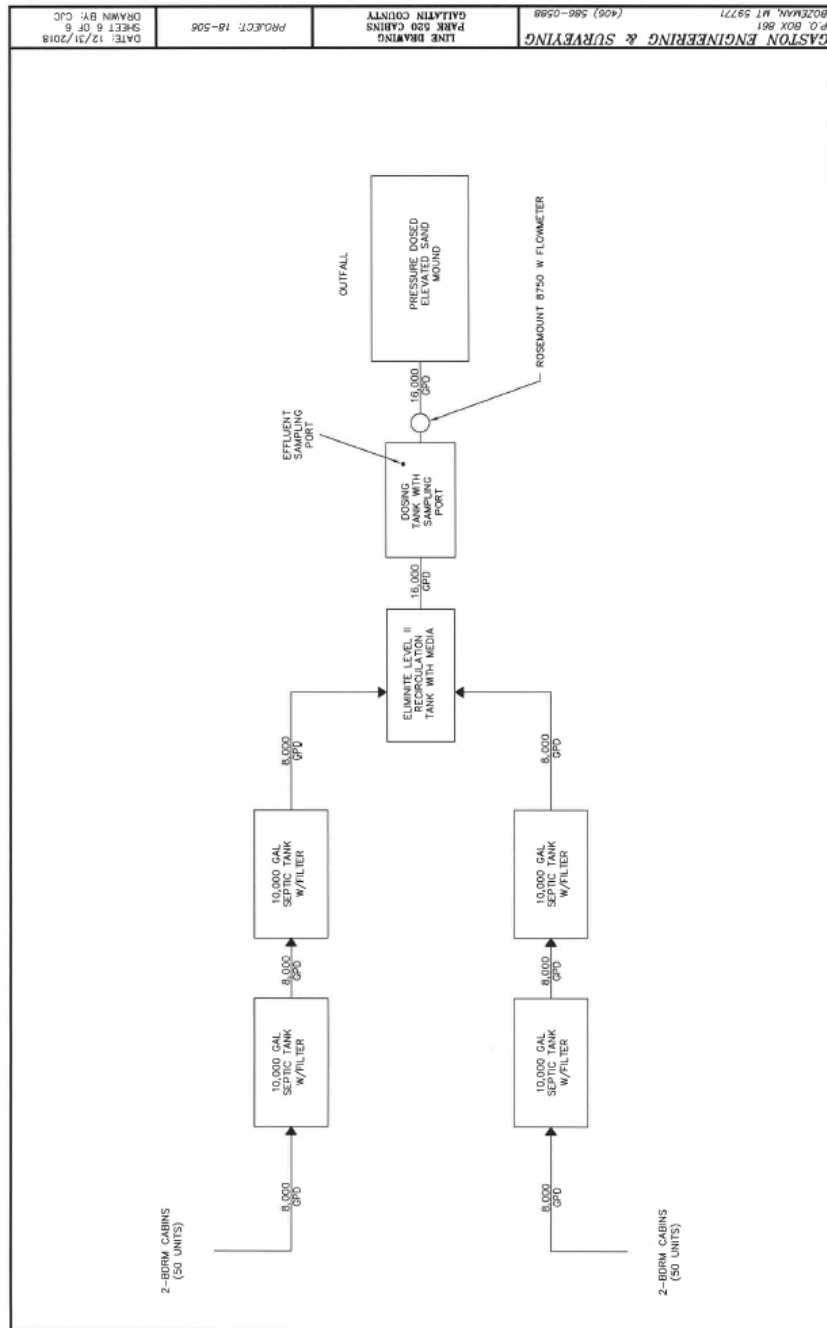 GASTON ENGINEERING & SURVEYING
P.O. BOX 861
BOZEMAN, MT 59771
(406) 586-0588
LINE DRAWING
PARK 520 CABINS
GALLATIN COUNTY
PROJECT: 18-506
DATE: 12/31/2018
SHEET 6 OF 6
DRAWIN BY: CJC
2-BDRM CABINS
(50 UNITS)
8,000
GPD
10,000 GAL
SEPTIC TANK
W/FILTER
8,000
GPD
10,000 GAL
SEPTIC TANK
W/FILTER
8,000
GPD
2-BDRM CABINS
(50 UNITS)
8,000
GPD
10,000 GAL
SEPTIC TANK
W/FILTER
8,000
GPD
10,000 GAL
SEPTIC TANK
W/FILTER
8,000
GPD
ELIMINITE LEVEL II
RECIRCULATION
TANK WITH MEDIA
16,000
GPD
DOSING
TANK WITH
SAMPLING
PORT
EFFLUENT
SAMPLING
PORT
16,000
GPD
ROSEMOUNT 8750 W FLOWMETER
OUTFALL
PRESSURE DOSED
ELEVATED SAND
MOUND